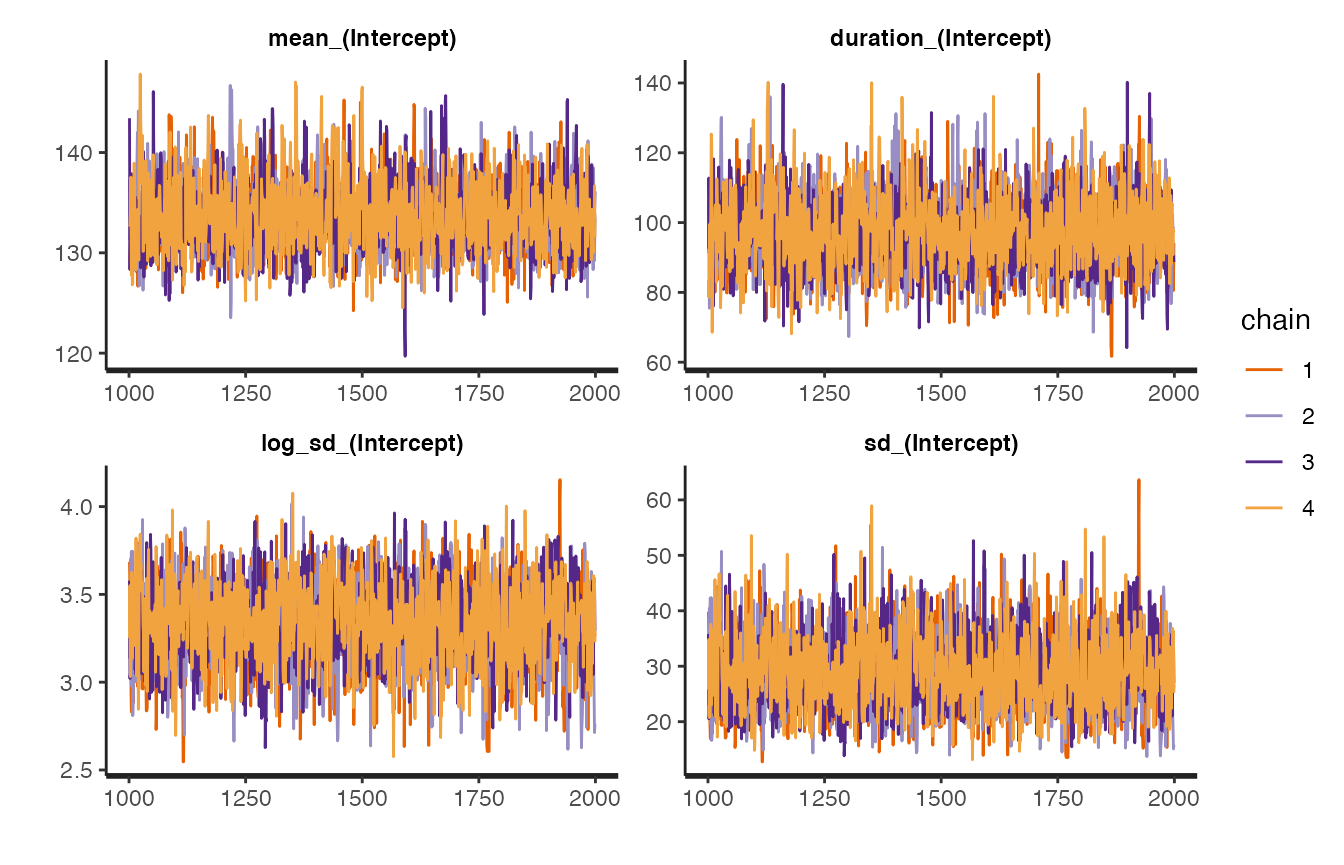 mean_(Intercept)
duration_(Intercept)
140
130
120
1000 1250 1500 1750 2000
140
120
100
80
60
1000 1250 1500 1750 2000
log_sd_(Intercept)
sd_(Intercept)
4.0
3.5
3.0
2.5
1000 1250 1500 1750 2000
60
50
40
30
20
1000 1250 1500 1750 2000
chain
1
2
3
4